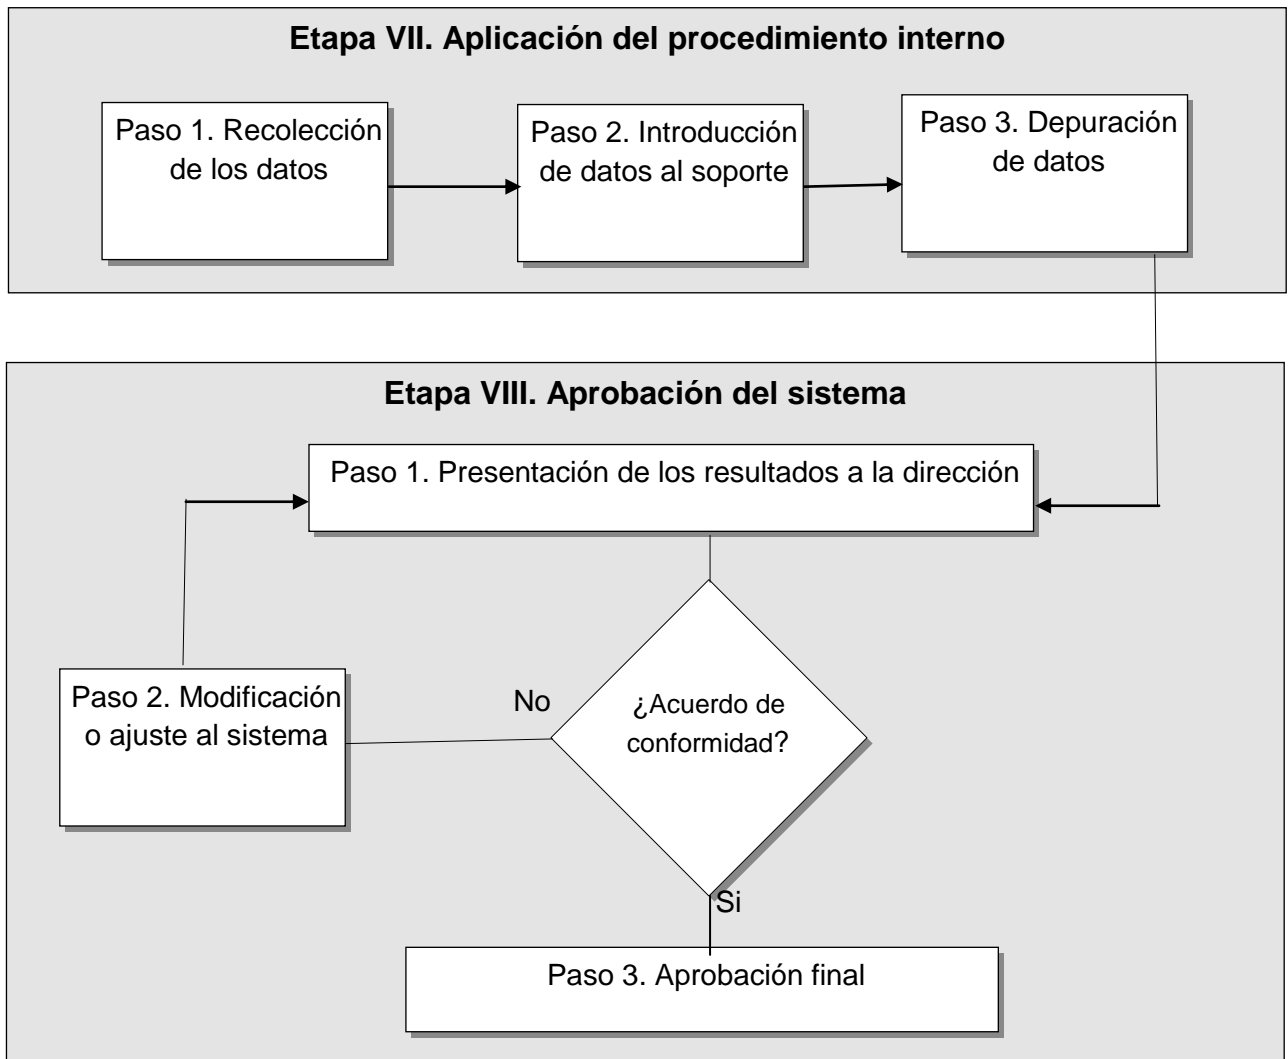 Etapa VII. Aplicación del procedimiento interno
Paso 1. Recolección
de los datos
Paso 2. Introducción
de datos al soporte
Paso 3. Depuración
de datos
Etapa VIII. Aprobación del sistema
Paso 1. Presentación de los resultados a la dirección
Paso 2. Modificación
o ajuste al sistema
No
¿Acuerdo de
conformidad?
Si
Paso 3. Aprobación final